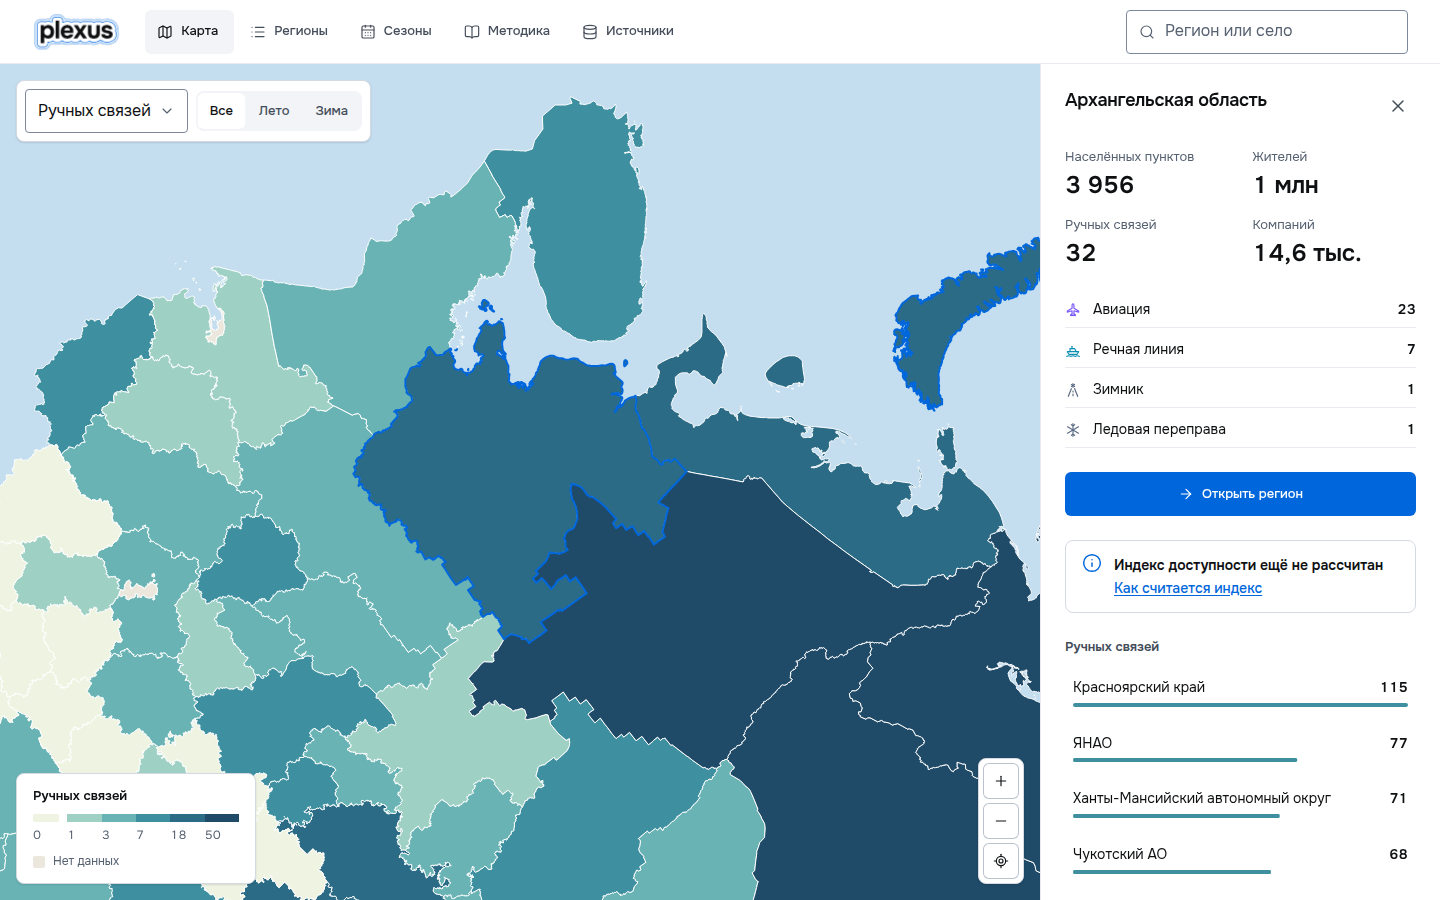 plexus
Карта
Регионы
Сезоны
Методика
Источники
Регион или село
Ручных связей
Все
Лето
Зима
Архангельская область
Населённых пунктов
Жителей
3 956
1 млн
Ручных связей
Компаний
32
14,6 тыс.
Авиация 23
Речная линия 7
Зимник 1
Ледовая переправа 1
Открыть регион
Индекс доступности ещё не рассчитан
Как считается индекс
Ручных связей
Красноярский край 115
ЯНАО 77
Ханты-Мансийский автономный округ 71
Чукотский АО 68
Ручных связей
0 1 3 7 18 50
Нет данных